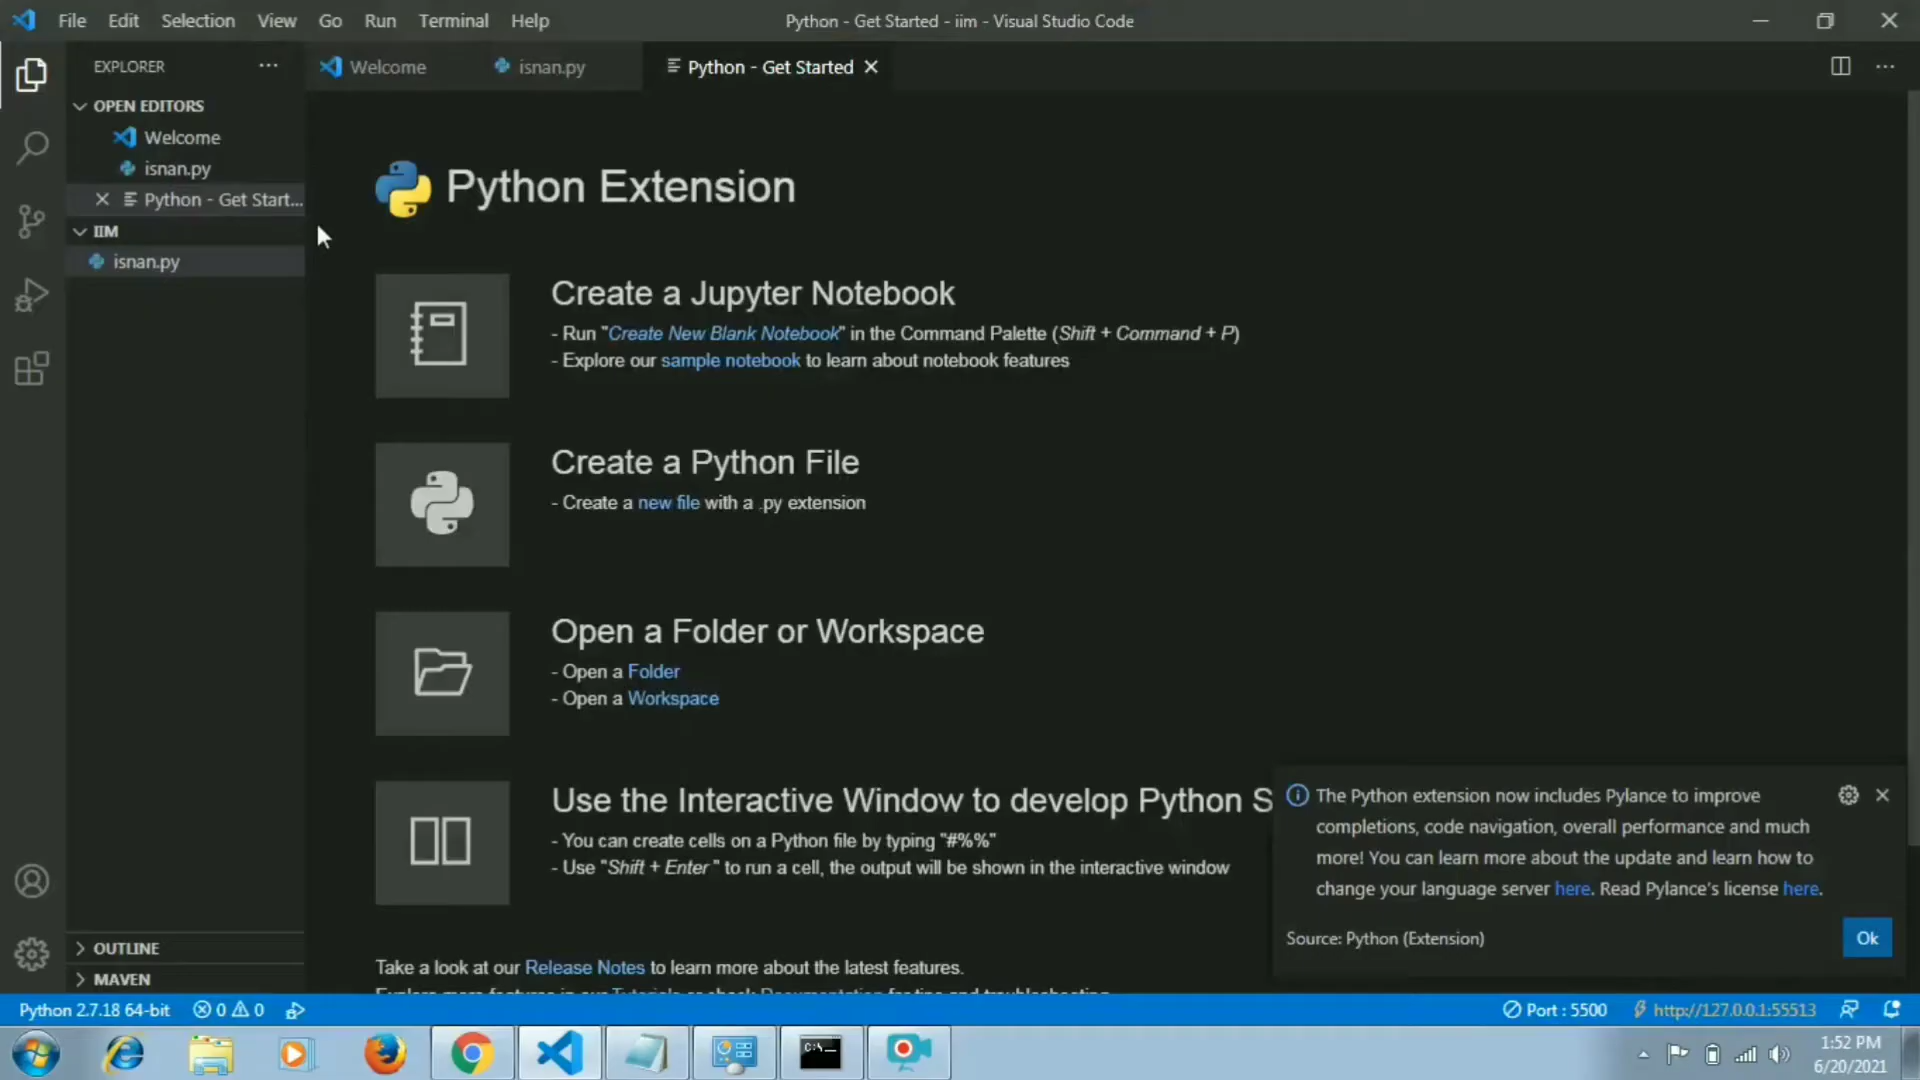 File Edit Selection View Go Run Terminal Help
Python - Get Started - iim - Visual Studio Code
EXPLORER
Welcome
isnan.py
Python - Get Started
OPEN EDITORS
Welcome
isnan.py
Python - Get Start...
IIM
isnan.py
Python Extension
Create a Jupyter Notebook
- Run "Create New Blank Notebook" in the Command Palette (Shift + Command + P)
- Explore our sample notebook to learn about notebook features
Create a Python File
- Create a new file with a .py extension
Open a Folder or Workspace
- Open a Folder
- Open a Workspace
Use the Interactive Window to develop Python S
- You can create cells on a Python file by typing "#%%"
- Use "Shift + Enter " to run a cell, the output will be shown in the interactive window
Take a look at our Release Notes to learn more about the latest features.
The Python extension now includes Pylance to improve
completions, code navigation, overall performance and much
more! You can learn more about the update and learn how to
change your language server here. Read Pylance's license here.
Source: Python (Extension)
Ok
OUTLINE
MAVEN
Python 2.7.18 64-bit
0 0
Port : 5500
http://127.0.0.1:55513
C:\
1:52 PM
6/20/2021